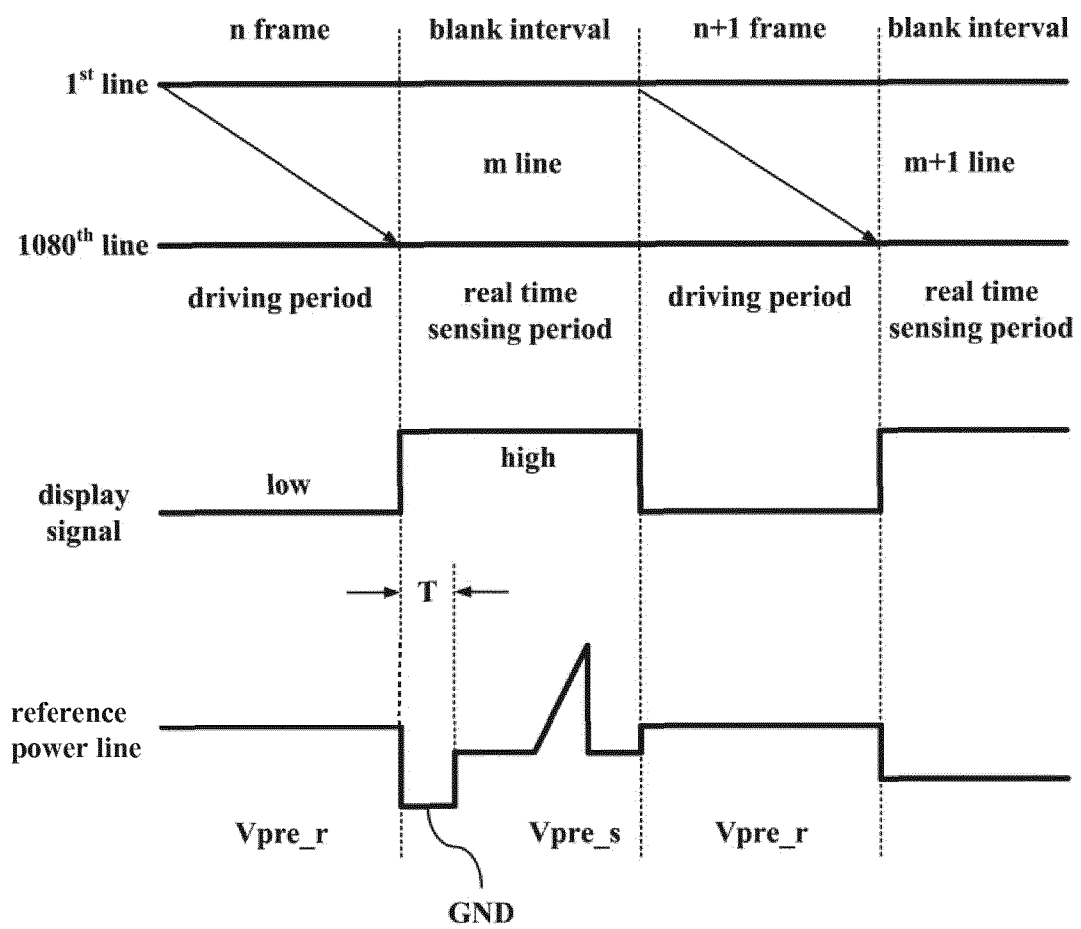 n frame blank interval n+1 frame blank interval
1st line
m line m+1 line
1080th line
driving period real time sensing period driving period real time sensing period
high
low
display signal
T
reference power line
Vpre_r Vpre_s Vpre_r
GND